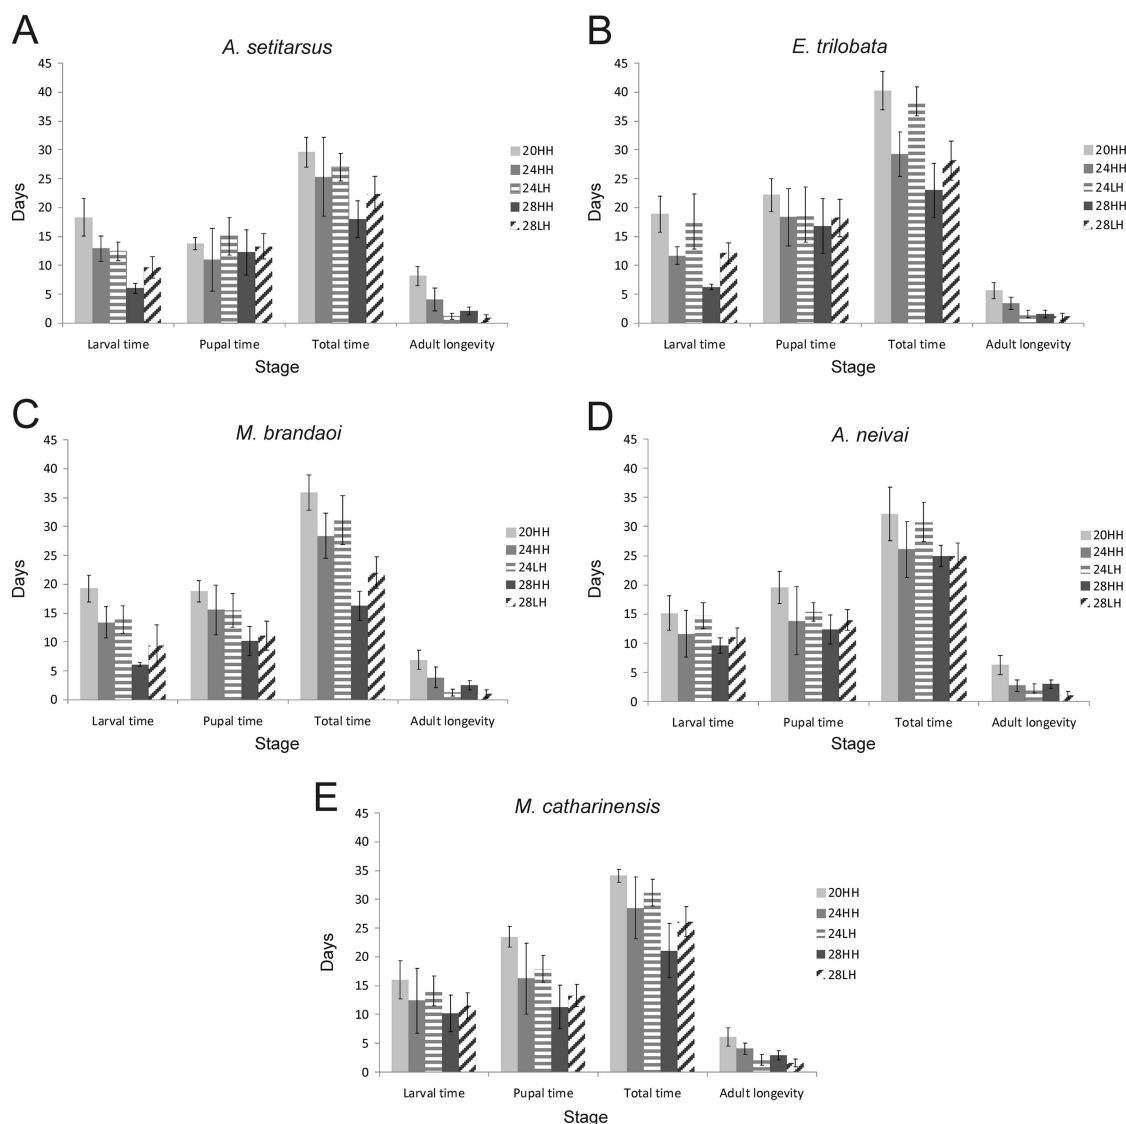 A
A. setitarsus
45
40
35
30
25
20
15
10
5
0
Days
Larval time Pupal time Total time Adult longevity
Stage
20HH
24HH
24LH
28HH
28LH
B
E. trilobata
45
40
35
30
25
20
15
10
5
0
Days
Larval time Pupal time Total time Adult longevity
Stage
20HH
24HH
24LH
28HH
28LH
C
M. brandaoi
45
40
35
30
25
20
15
10
5
0
Days
Larval time Pupal time Total time Adult longevity
Stage
20HH
24HH
24LH
28HH
28LH
D
A. neivai
45
40
35
30
25
20
15
10
5
0
Days
Larval time Pupal time Total time Adult longevity
Stage
20HH
24HH
24LH
28HH
28LH
E
M. catharinensis
45
40
35
30
25
20
15
10
5
0
Days
Larval time Pupal time Total time Adult longevity
Stage
20HH
24HH
24LH
28HH
28LH